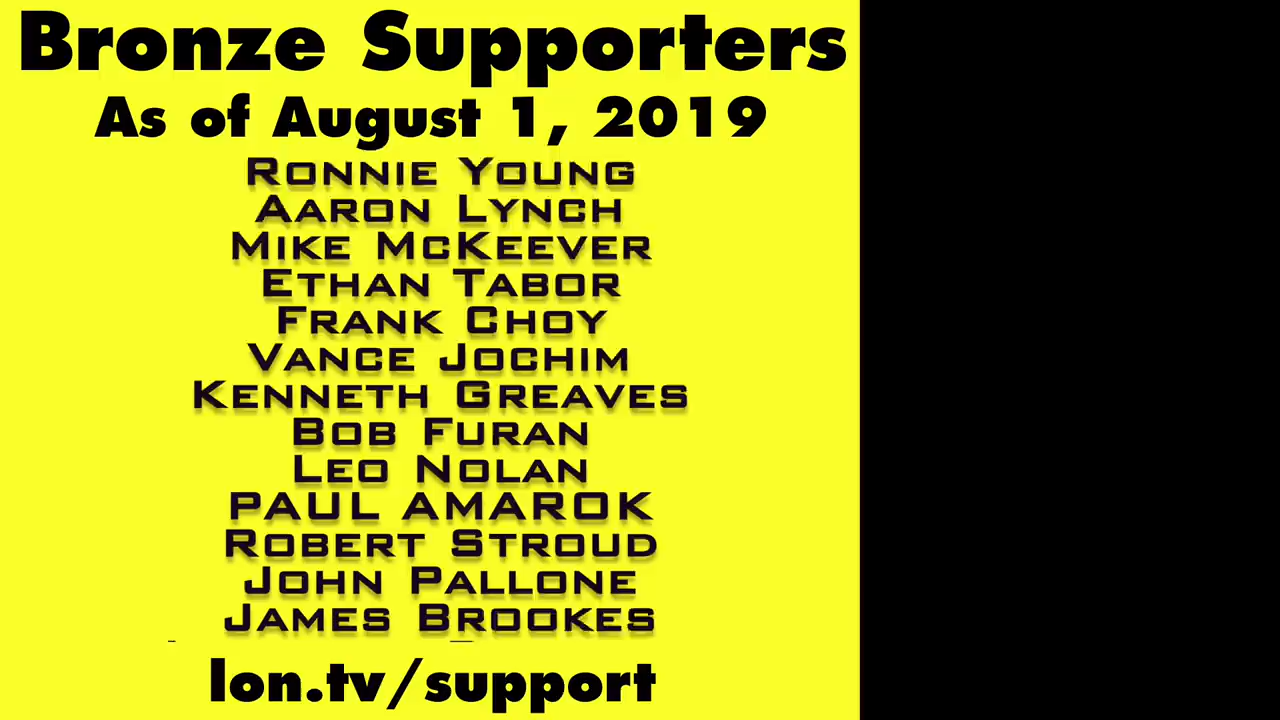 Bronze Supporters
As of August 1, 2019
Ronnie Young
Aaron Lynch
Mike McKeever
Ethan Tabor
Frank Choy
Vance Jochim
Kenneth Greaves
Bob Furan
Leo Nolan
PAUL AMAROK
Robert Stroud
John Pallone
James Brookes
lon.tv/support